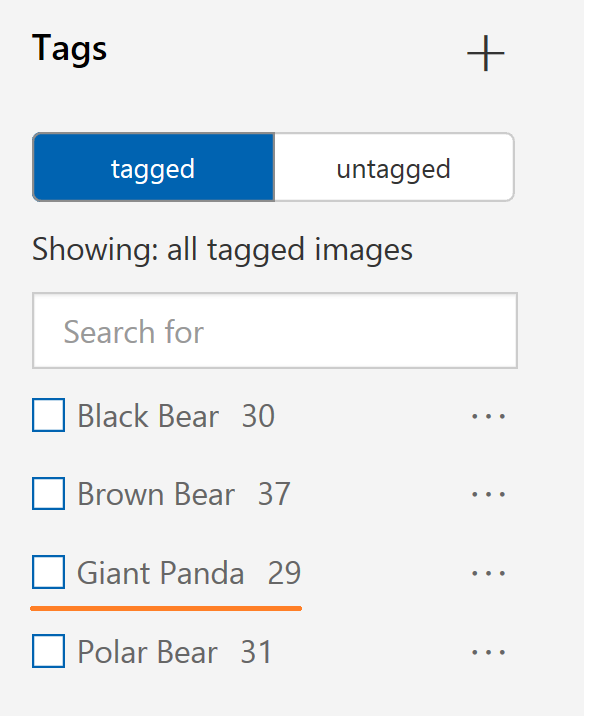 Tags
tagged untagged
Showing: all tagged images
Search for
Black Bear 30 ...
Brown Bear 37 ...
Giant Panda 29 ...
Polar Bear 31 ...